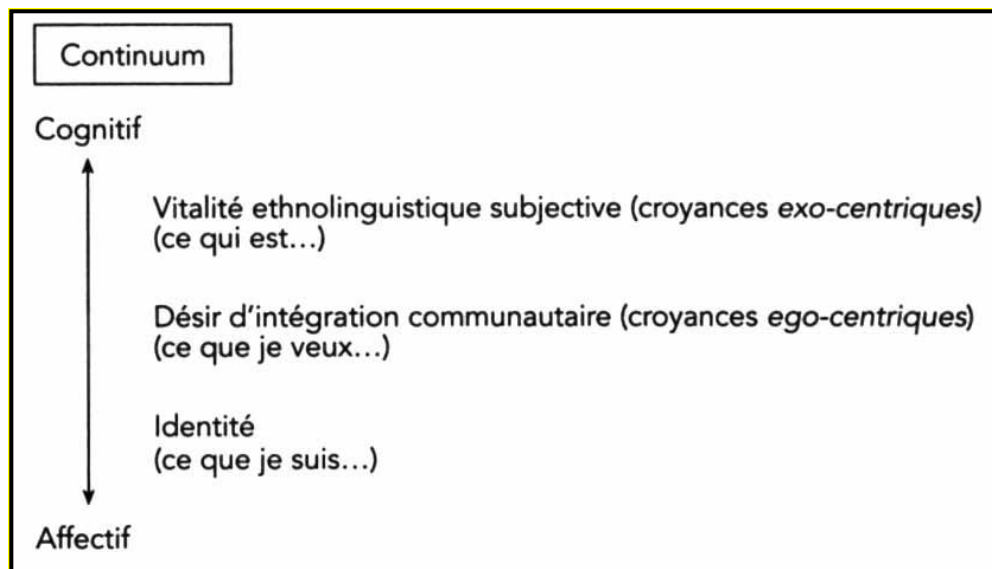 Continuum
Cognitif
Vitalité ethnolinguistique subjective (croyances exo-centriques)
(ce qui est...)
Désir d'intégration communautaire (croyances ego-centriques)
(ce que je veux...)
Identité
(ce que je suis...)
Affectif